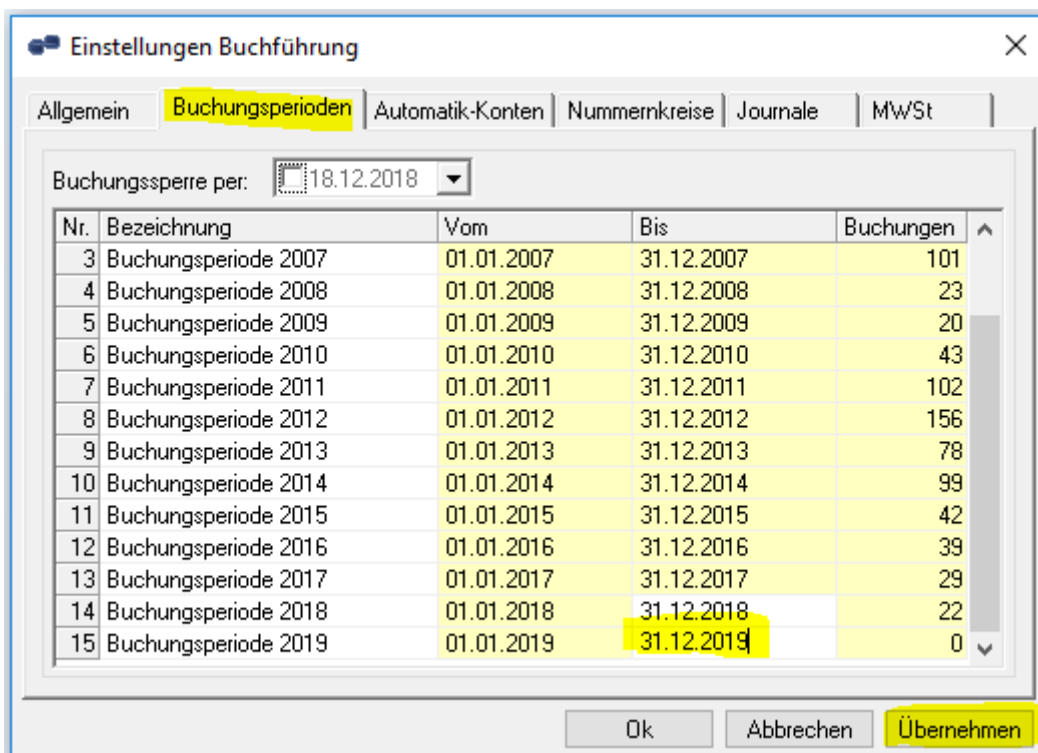 Einstellungen Buchführung
Allgemein Buchungsperioden Automatik-Konten Nummernkreise Journale MWSt
Buchungssperre per: 18.12.2018
Nr. Bezeichnung Vom Bis Buchungen
3 Buchungsperiode 2007 01.01.2007 31.12.2007 101
4 Buchungsperiode 2008 01.01.2008 31.12.2008 23
5 Buchungsperiode 2009 01.01.2009 31.12.2009 20
6 Buchungsperiode 2010 01.01.2010 31.12.2010 43
7 Buchungsperiode 2011 01.01.2011 31.12.2011 102
8 Buchungsperiode 2012 01.01.2012 31.12.2012 156
9 Buchungsperiode 2013 01.01.2013 31.12.2013 78
10 Buchungsperiode 2014 01.01.2014 31.12.2014 99
11 Buchungsperiode 2015 01.01.2015 31.12.2015 42
12 Buchungsperiode 2016 01.01.2016 31.12.2016 39
13 Buchungsperiode 2017 01.01.2017 31.12.2017 29
14 Buchungsperiode 2018 01.01.2018 31.12.2018 22
15 Buchungsperiode 2019 01.01.2019 31.12.2019 0
Ok Abbrechen Übernehmen